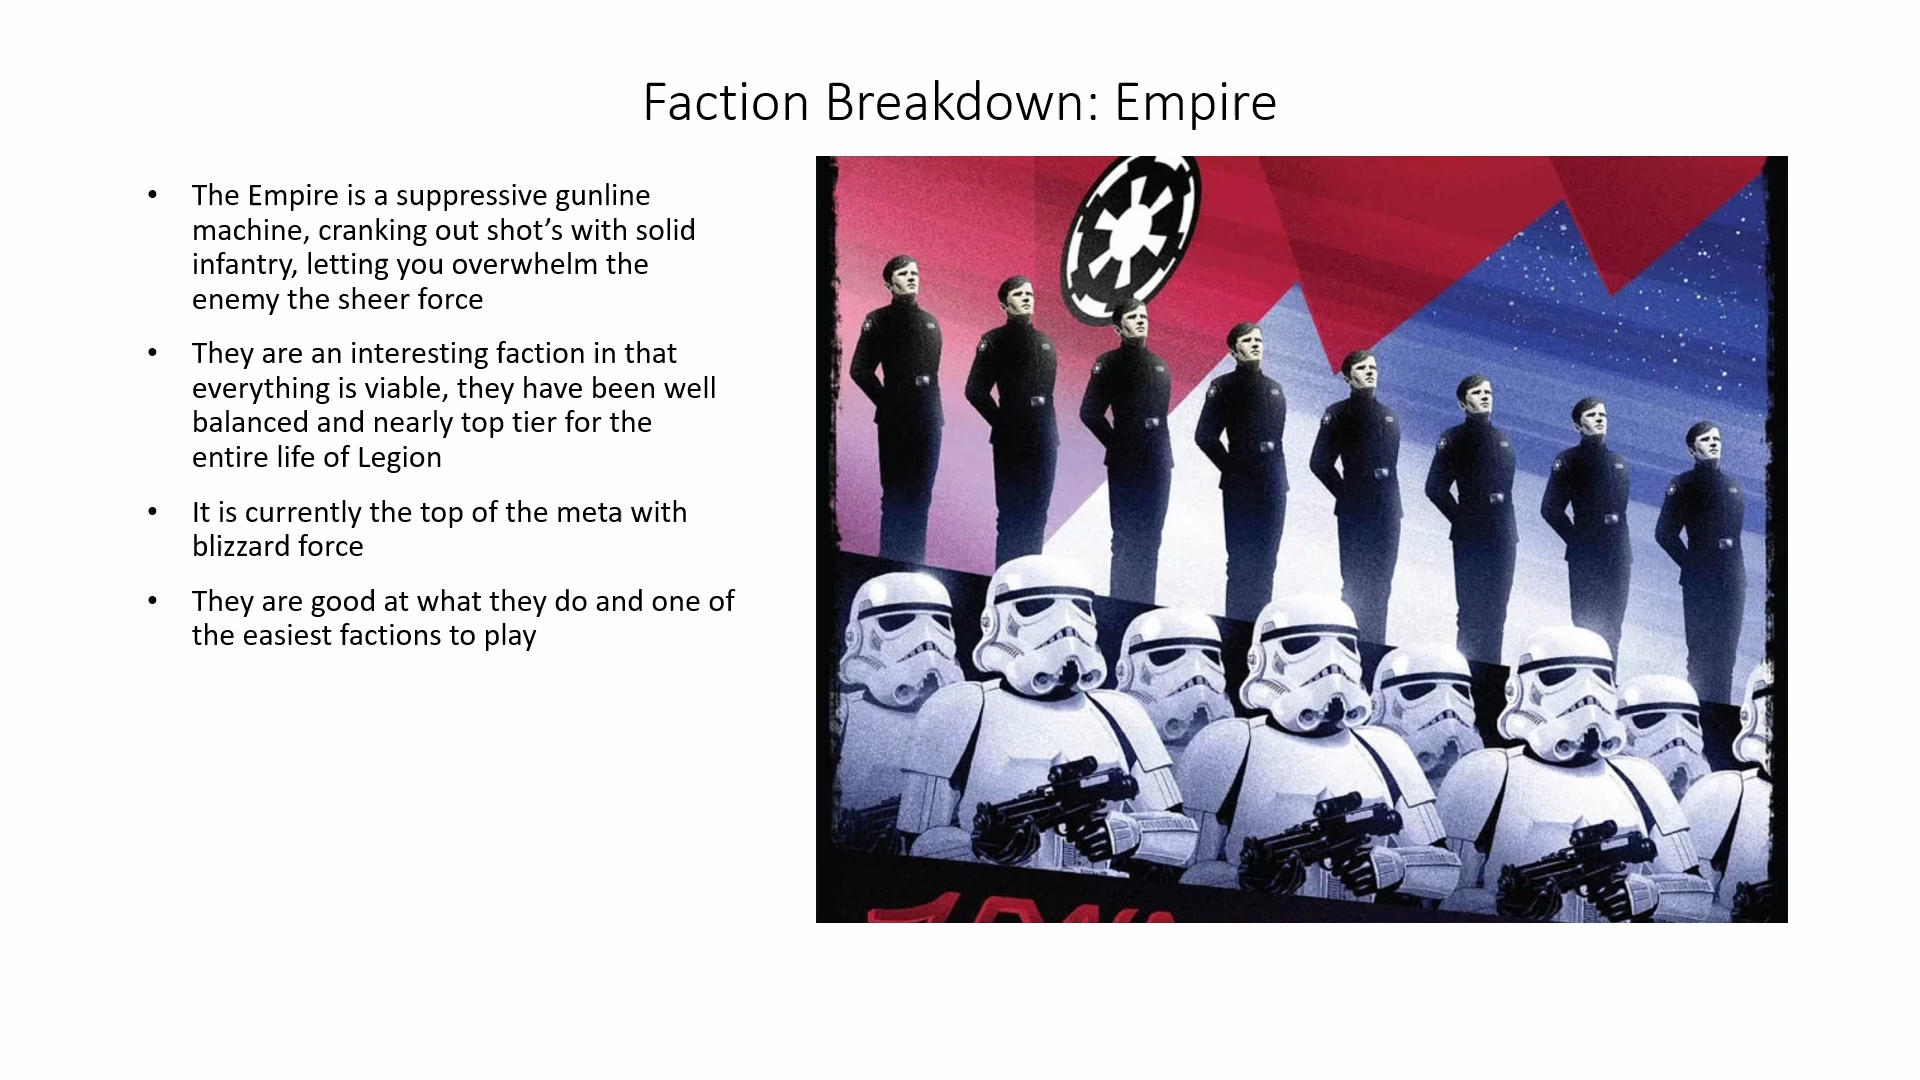 Faction Breakdown: Empire
• The Empire is a suppressive gunline
machine, cranking out shot’s with solid
infantry, letting you overwhelm the
enemy the sheer force
• They are an interesting faction in that
everything is viable, they have been well
balanced and nearly top tier for the
entire life of Legion
• It is currently the top of the meta with
blizzard force
• They are good at what they do and one of
the easiest factions to play